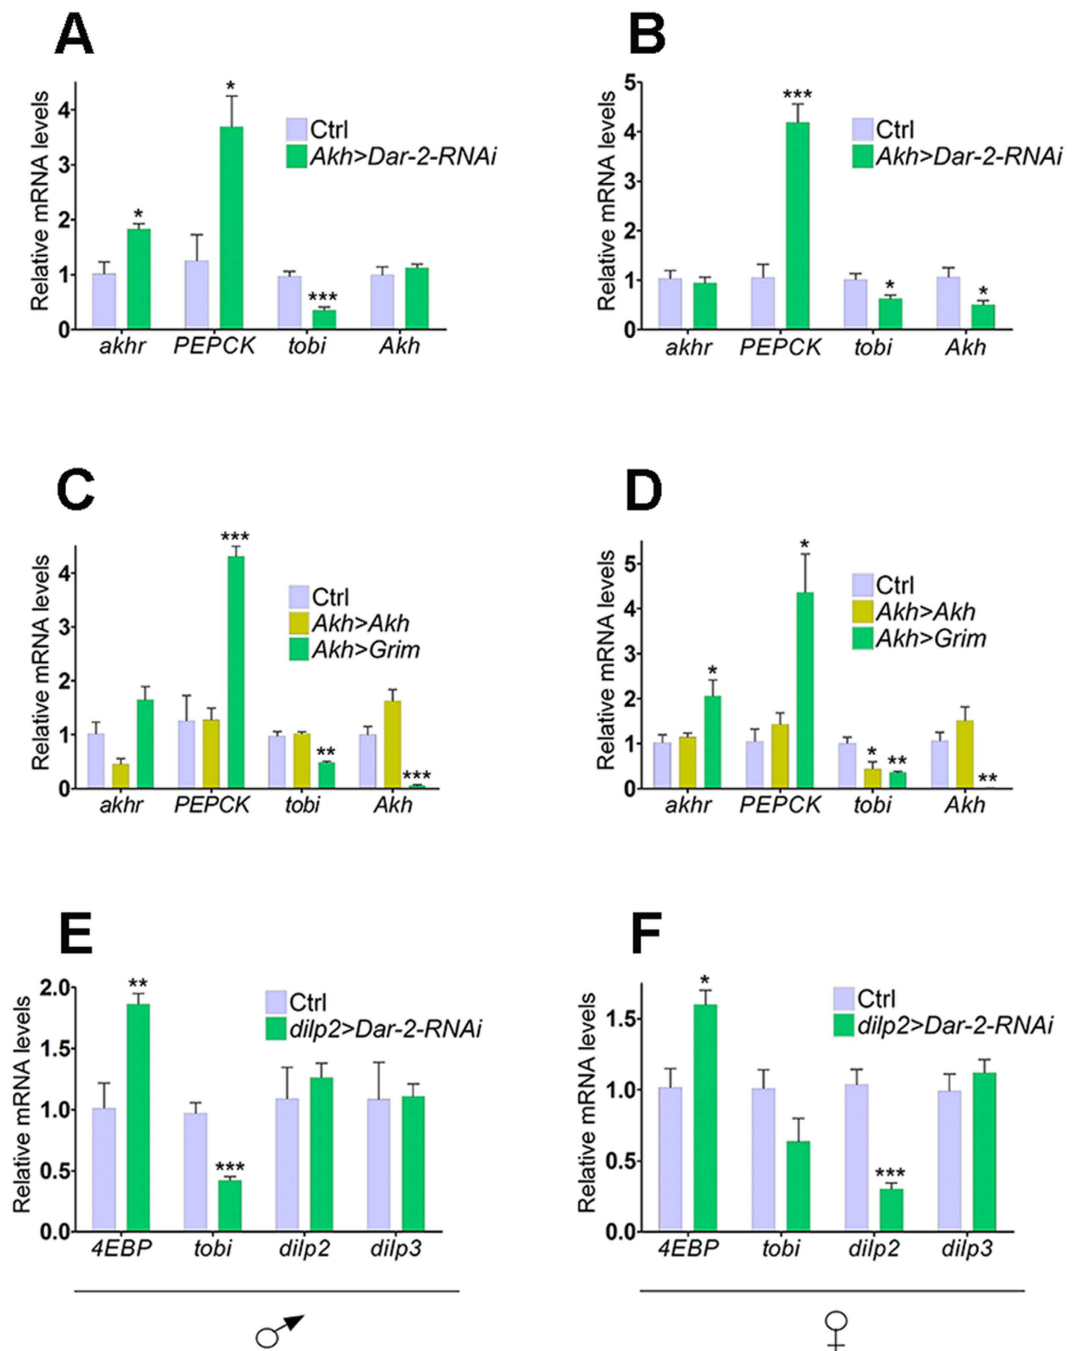 A
Relative mRNA levels
4
3
2
1
0
*
*
***
Ctrl
Akh>Dar-2-RNAi
akhr PEPCK tobi Akh
B
Relative mRNA levels
5
4
3
2
1
0
***
*
*
Ctrl
Akh>Dar-2-RNAi
akhr PEPCK tobi Akh
C
Relative mRNA levels
4
3
2
1
0
***
**
***
Ctrl
Akh>Akh
Akh>Grim
akhr PEPCK tobi Akh
D
Relative mRNA levels
5
4
3
2
1
0
*
*
*
**
**
Ctrl
Akh>Akh
Akh>Grim
akhr PEPCK tobi Akh
E
Relative mRNA levels
2.0
1.5
1.0
0.5
0.0
**
***
Ctrl
dilp2>Dar-2-RNAi
4EBP tobi dilp2 dilp3
F
Relative mRNA levels
1.5
1.0
0.5
0.0
*
***
Ctrl
dilp2>Dar-2-RNAi
4EBP tobi dilp2 dilp3
♂
♀